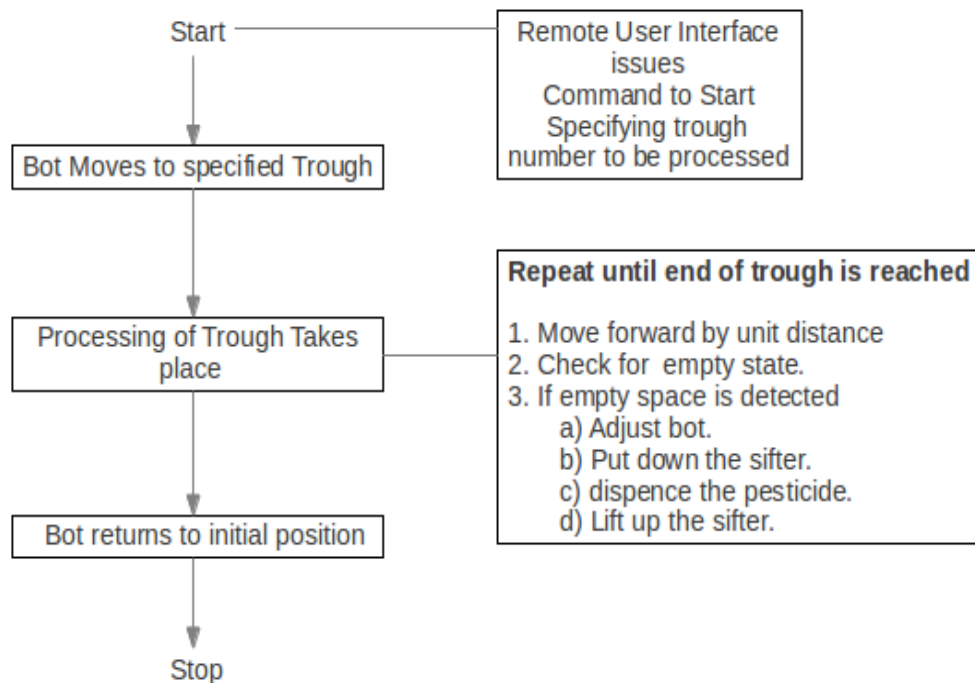 Start
Remote User Interface
issues
Command to Start
Specifying trough
number to be processed
Bot Moves to specified Trough
Processing of Trough Takes
place
Repeat until end of trough is reached
1. Move forward by unit distance
2. Check for empty state.
3. If empty space is detected
a) Adjust bot.
b) Put down the sifter.
c) dispence the pesticide.
d) Lift up the sifter.
Bot returns to initial position
Stop